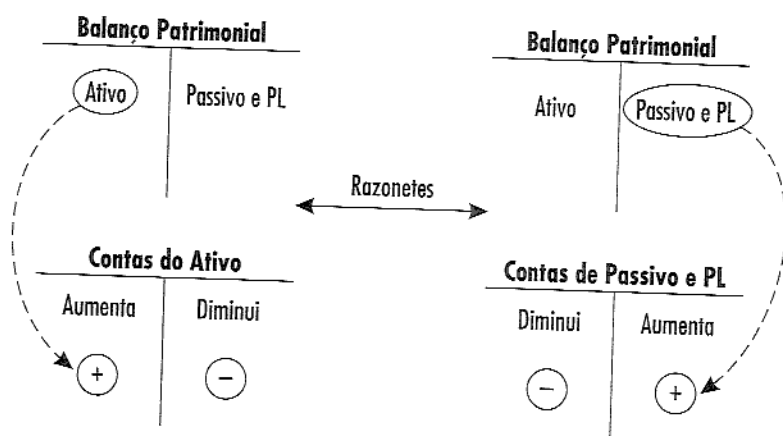 Balanço Patrimonial
Ativo
Passivo e PL
Balanço Patrimonial
Ativo
Passivo e PL
Razonetes
Contas do Ativo
Aumenta
Diminui
+
−
Contas de Passivo e PL
Diminui
Aumenta
−
+